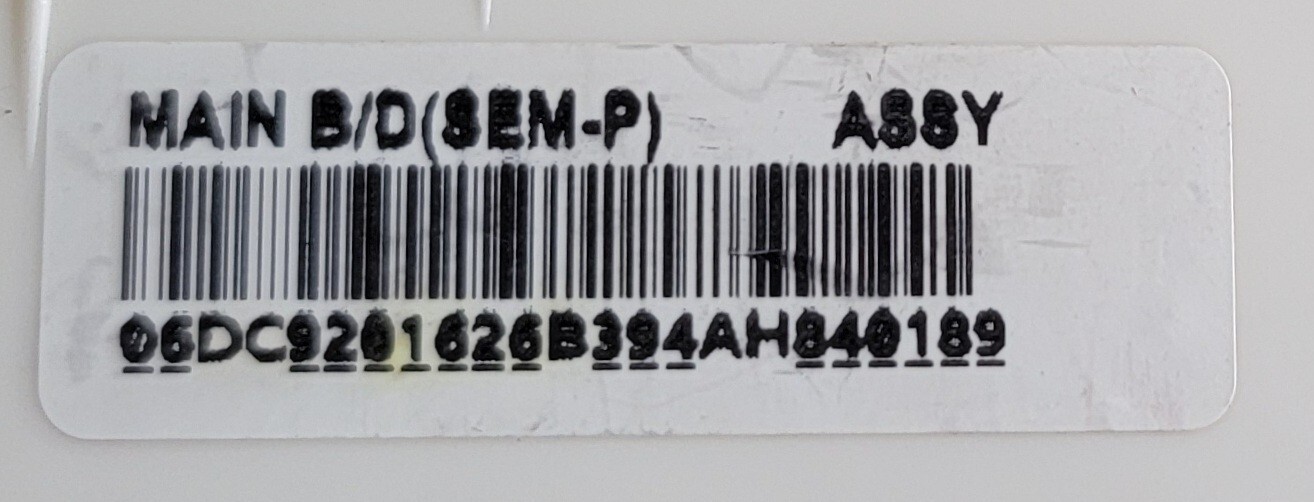 MAIN B/D(SEM-P) ASSY
06DC9201626B394AH840189